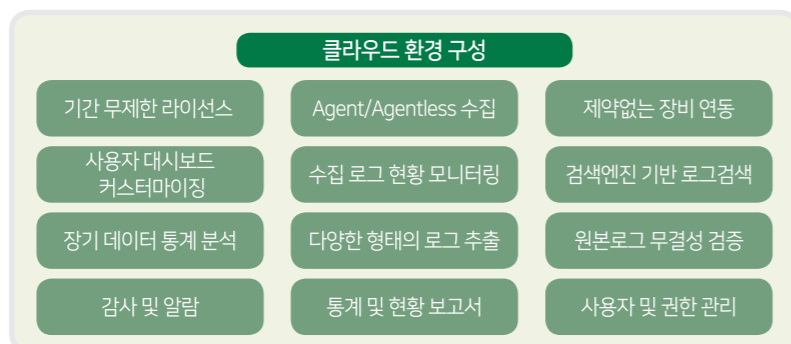 클라우드 환경 구성
기간 무제한 라이선스
Agent/Agentless 수집
제약없는 장비 연동
사용자 대시보드
커스터마이징
수집 로그 현황 모니터링
검색엔진 기반 로그검색
장기 데이터 통계 분석
다양한 형태의 로그 추출
원본로그 무결성 검증
감사 및 알람
통계 및 현황 보고서
사용자 및 권한 관리